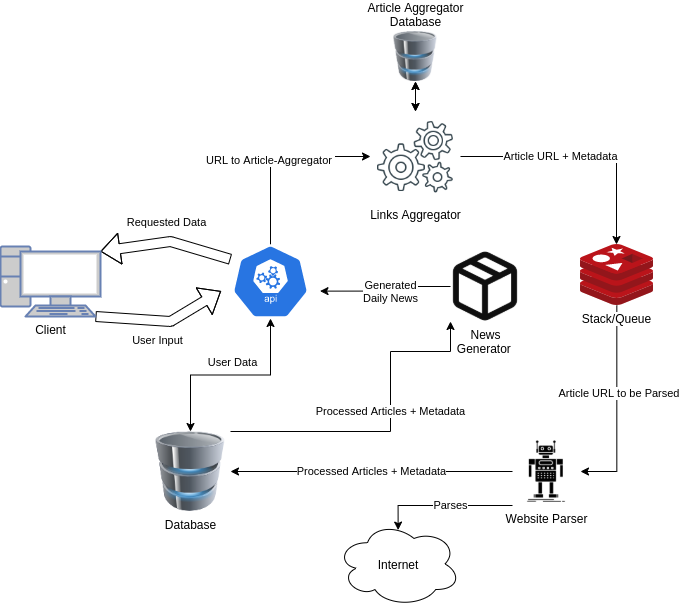 Article Aggregator
Database
URL to Article-Aggregator
Article URL + Metadata
Links Aggregator
Requested Data
api
Generated
Daily News
Client
User Input
News
Generator
Stack/Queue
User Data
Article URL to be Parsed
Processed Articles + Metadata
Processed Articles + Metadata
Database
Parses
Website Parser
Internet